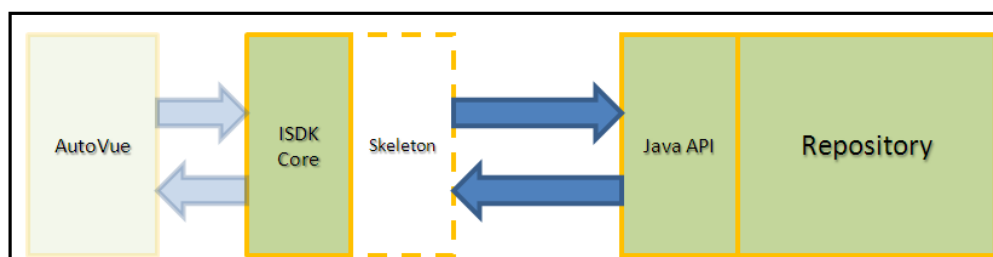 AutoVue
ISDK
Core
Skeleton
Java API
Repository